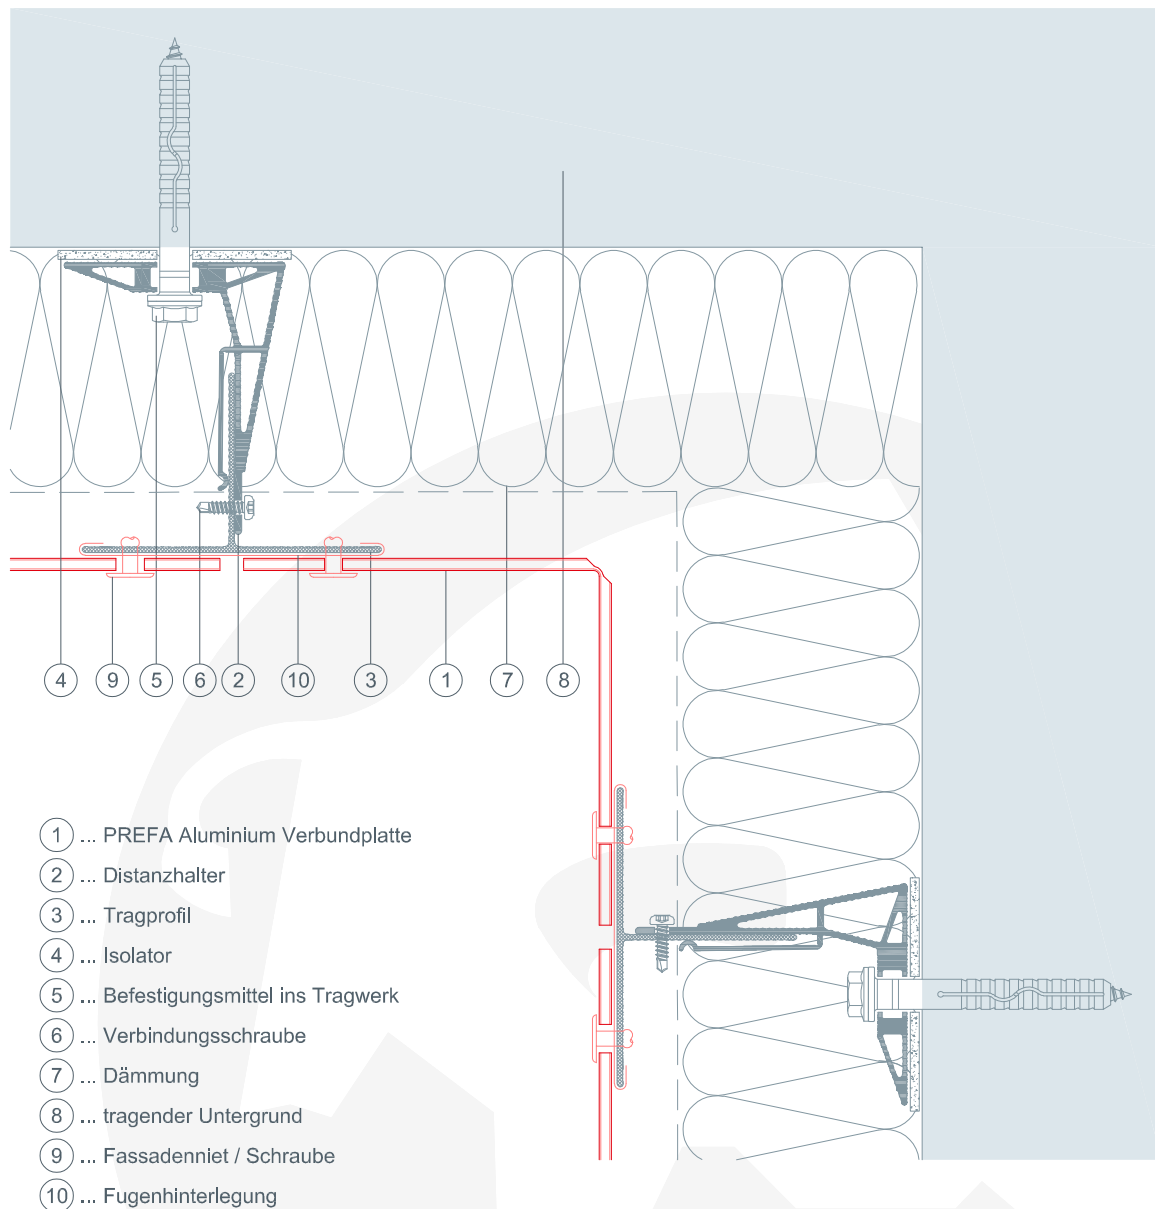 4 9 5 6 2 10 3 1 7 8
1 ... PREFA Aluminium Verbundplatte
2 ... Distanzhalter
3 ... Tragprofil
4 ... Isolator
5 ... Befestigungsmittel ins Tragwerk
6 ... Verbindungsschraube
7 ... Dämmung
8 ... tragender Untergrund
9 ... Fassadenniet / Schraube
10 ... Fugenhinterlegung